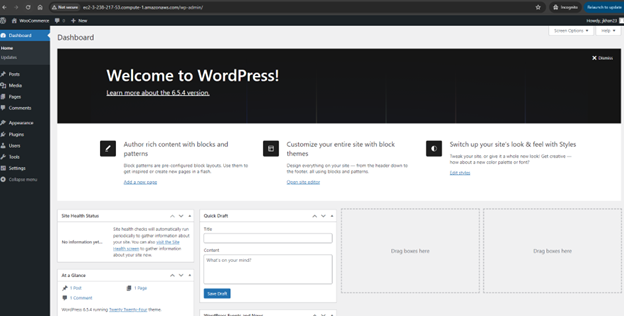 Not secure ec2-3-238-217-53.compute-1.amazonaws.com/wp-admin/
Incognito
Relaunch to update
WooCommerce 0 + New
Howdy, jithin23
Dashboard
Home
Updates
Posts
Media
Pages
Comments
Appearance
Plugins
Users
Tools
Settings
Collapse menu
Dashboard
Screen Options
Help
Welcome to WordPress!
Learn more about the 6.5.4 version.
Dismiss
Author rich content with blocks and
patterns
Block patterns are pre-configured block layouts. Use them to
get inspired or create new pages in a flash.
Add a new page
Customize your entire site with block
themes
Design everything on your site — from the header down to
the footer, all using blocks and patterns.
Open site editor
Switch up your site's look & feel with Styles
Tweak your site, or give it a whole new look! Get creative —
how about a new color palette or font?
Edit styles
Site Health Status
No information yet...
Site health checks will automatically run
periodically to gather information about
your site. You can also visit the Site
Health screen to gather information
about your site now.
At a Glance
1 Post
1 Page
1 Comment
WordPress 6.5.4 running Twenty Twenty-Four theme.
Quick Draft
Title
Content
What's on your mind?
Save Draft
WordPress Events and News
Drag boxes here
Drag boxes here